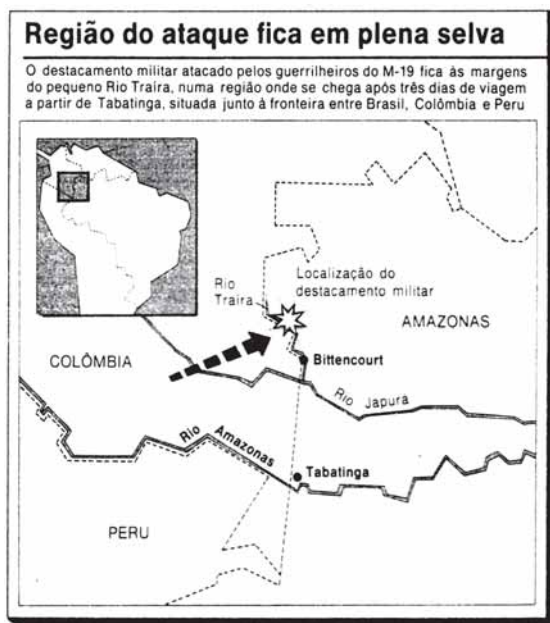 Região do ataque fica em plena selva
O destacamento militar atacado pelos guerrilheiros do M-19 fica às margens
do pequeno Rio Traíra, numa região onde se chega após três dias de viagem
a partir de Tabatinga, situada junto à fronteira entre Brasil, Colômbia e Peru
Localização do
destacamento militar
Rio
Traíra
AMAZONAS
COLÔMBIA
Bittencourt
Rio Japura
Rio Amazonas
Tabatinga
PERU